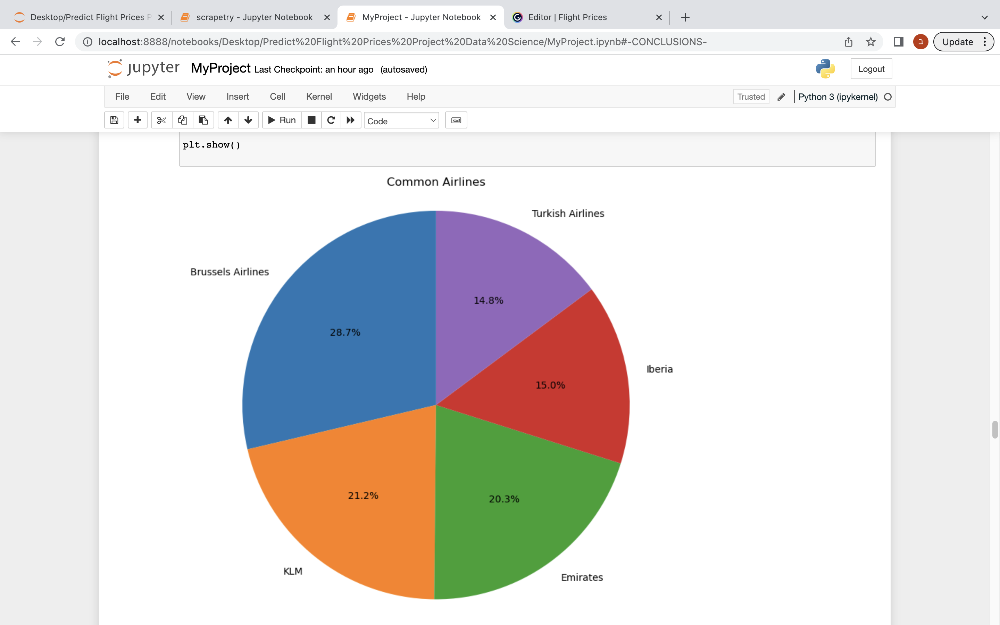 Desktop/Predict Flight Prices P
scrapetry - Jupyter Notebook
MyProject - Jupyter Notebook
Editor | Flight Prices
localhost:8888/notebooks/Desktop/Predict%20Flight%20Prices%20Project%20Data%20Science/MyProject.ipynb#-CONCLUSIONS-
ב
Update
jupyter MyProject Last Checkpoint: an hour ago (autosaved)
Logout
File Edit View Insert Cell Kernel Widgets Help
Trusted
Python 3 (ipykernel)
Run
Code
plt.show()
Common Airlines
Turkish Airlines
Brussels Airlines
14.8%
28.7%
Iberia
15.0%
21.2%
20.3%
KLM
Emirates